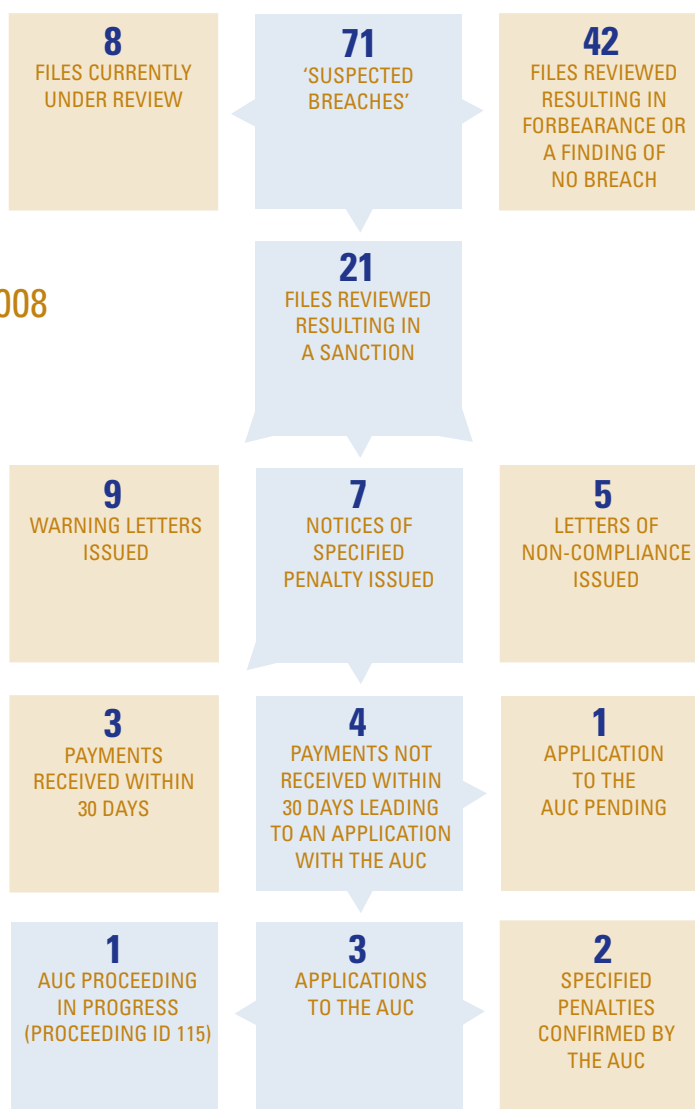 8
FILES CURRENTLY
UNDER REVIEW
71
‘SUSPECTED
BREACHES’
42
FILES REVIEWED
RESULTING IN
FORBEARANCE OR
A FINDING OF
NO BREACH
008
21
FILES REVIEWED
RESULTING IN
A SANCTION
9
WARNING LETTERS
ISSUED
7
NOTICES OF
SPECIFIED
PENALTY ISSUED
5
LETTERS OF
NON-COMPLIANCE
ISSUED
3
PAYMENTS
RECEIVED WITHIN
30 DAYS
4
PAYMENTS NOT
RECEIVED WITHIN
30 DAYS LEADING
TO AN APPLICATION
WITH THE AUC
1
APPLICATION
TO THE
AUC PENDING
1
AUC PROCEEDING
IN PROGRESS
(PROCEEDING ID 115)
3
APPLICATIONS
TO THE AUC
2
SPECIFIED
PENALTIES
CONFIRMED BY
THE AUC